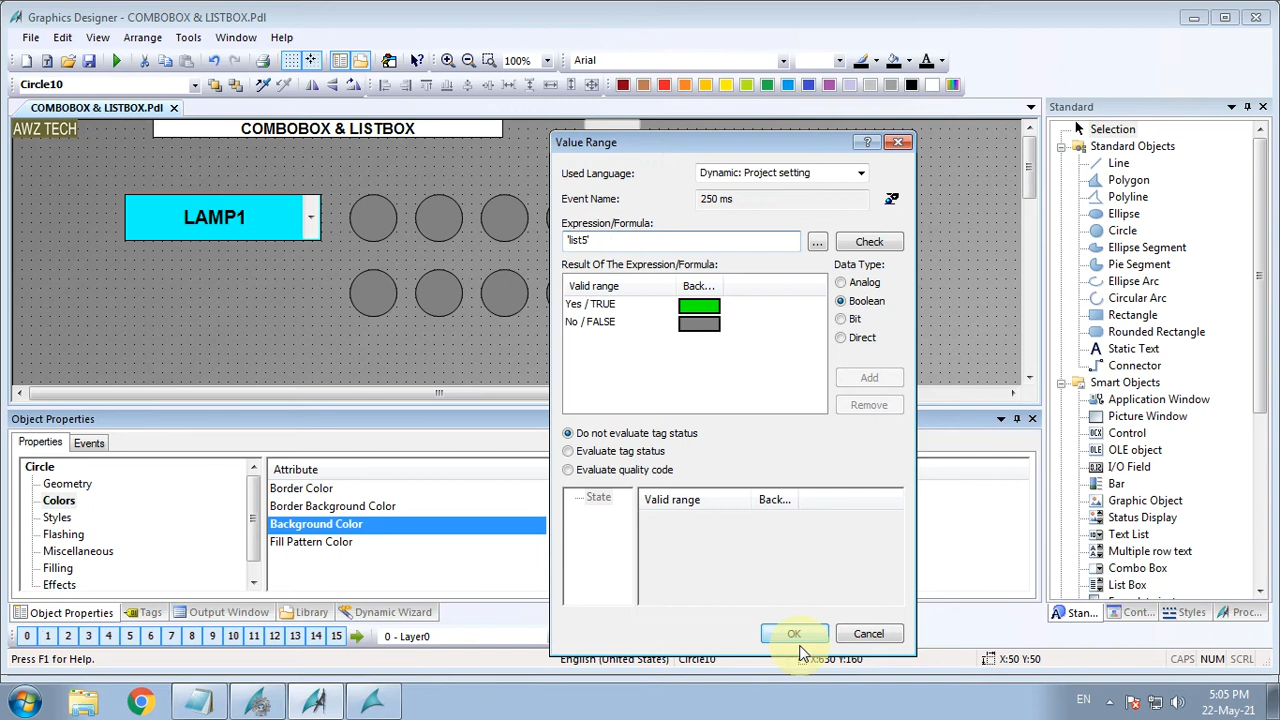 Graphics Designer - COMBOBOX & LISTBOX.Pdl
File Edit View Arrange Tools Window Help
100% Arial
Circle10
COMBOBOX & LISTBOX.Pdl
AWZ TECH
COMBOBOX & LISTBOX
LAMP1
Value Range
Used Language: Dynamic: Project setting
Event Name: 250 ms
Expression/Formula:
'list5' ... Check
Result Of The Expression/Formula:
Valid range Back...
Yes / TRUE
No / FALSE
Data Type:
Analog
Boolean
Bit
Direct
Add
Remove
Do not evaluate tag status
Evaluate tag status
Evaluate quality code
State
Valid range Back...
OK Cancel
Standard
Selection
Standard Objects
Line
Polygon
Polyline
Ellipse
Circle
Ellipse Segment
Pie Segment
Ellipse Arc
Circular Arc
Rectangle
Rounded Rectangle
Static Text
Connector
Smart Objects
Application Window
Picture Window
Control
OLE object
I/O Field
Bar
Graphic Object
Status Display
Text List
Multiple row text
Combo Box
List Box
Stan... Cont... Styles Proc...
Object Properties
Properties Events
Circle
Geometry
Colors
Styles
Flashing
Miscellaneous
Filling
Effects
Attribute
Border Color
Border Background Color
Background Color
Fill Pattern Color
Object Properties Tags Output Window Library Dynamic Wizard
0 1 2 3 4 5 6 7 8 9 10 11 12 13 14 15 0 - Layer0
Press F1 for Help. English (United States) Circle10 X:630 Y:160 X:50 Y:50 CAPS NUM SCRL
EN 5:05 PM
22-May-21